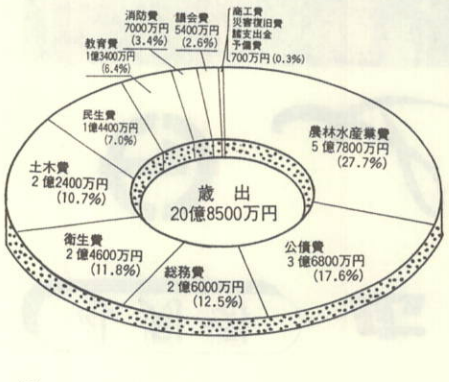 消防費
7000万円
(3.4%)
議会費
5400万円
(2.6%)
商工費
災害復旧費
諸支出金
予備費
700万円(0.3%)
教育費
1億3400万円
(6.4%)
民生費
1億4400万円
(7.0%)
土木費
2億2400万円
(10.7%)
衛生費
2億4600万円
(11.8%)
総務費
2億6000万円
(12.5%)
公債費
3億6800万円
(17.6%)
農林水産業費
5億7800万円
(27.7%)
歳出
20億8500万円